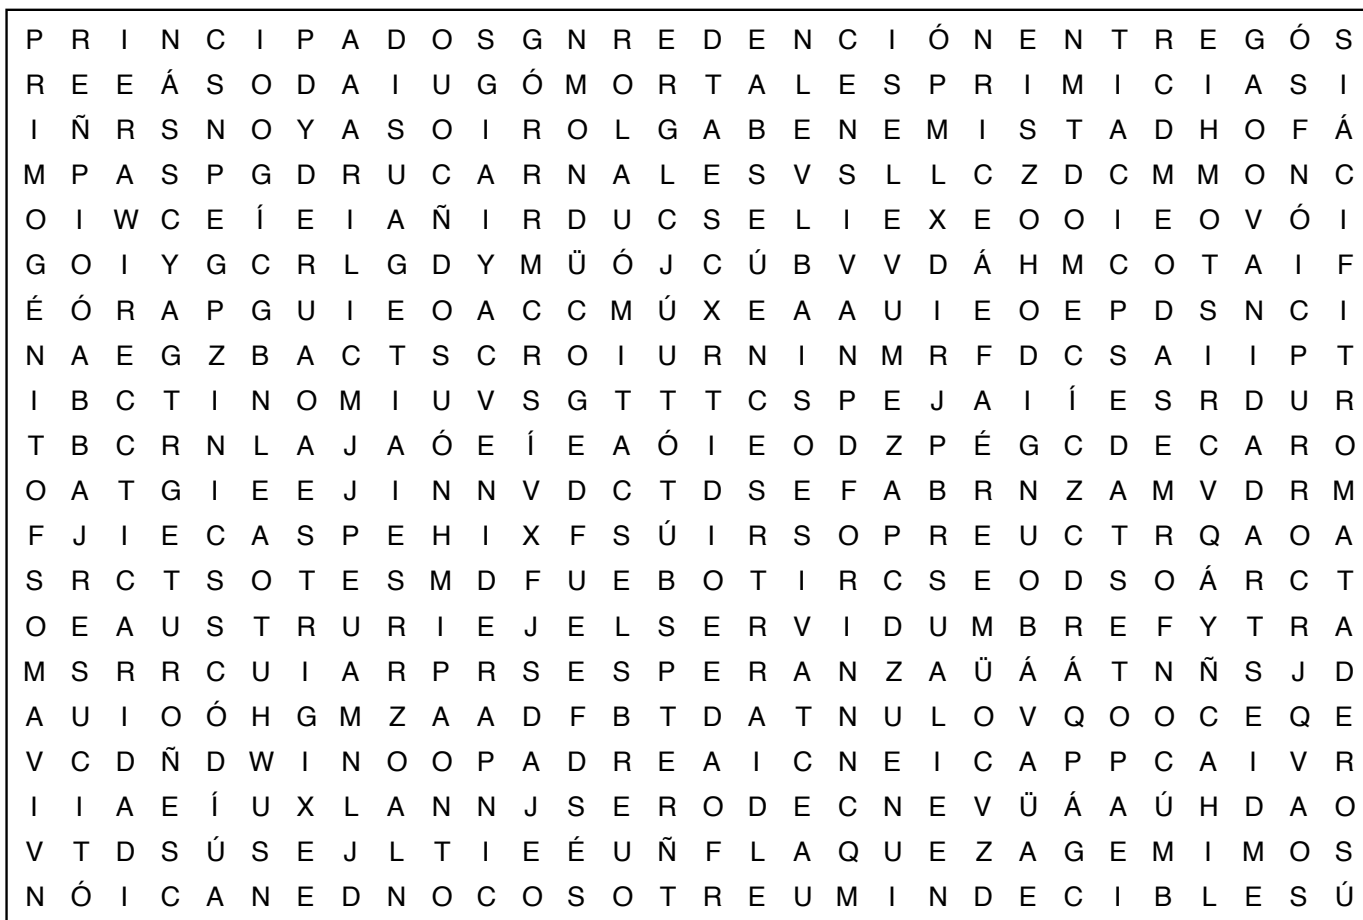 P R I N C I P A D O S G N R E D E N C I Ó N E N T R E G Ó S
R E E Á S O D A I U G Ó M O R T A L E S P R I M I C I A S I
I Ñ R S N O Y A S O I R O L G A B E N E M I S T A D H O F Á
M P A S P G D R U C A R N A L E S V S L L C Z D C M M O N C
O I W C E Í E I A Ñ I R D U C S E L I E X E O O I E O V Ó I
G O I Y G C R L G D Y M Ü Ó J C Ú B V V D Á H M C O T A I F
É Ó R A P G U I E O A C C M Ú X E A A U I E O E P D S N C I
N A E G Z B A C T S C R O I U R N I N M R F D C S A I I P T
I B C T I N O M I U V S G T T T C S P E J A I Í E S R D U R
T B C R N L A J A Ó E Í E A Ó I E O D Z P É G C D E C A R O
O A T G I E E J I N N V D C T D S E F A B R N Z A M V D R M
F J I E C A S P E H I X F S Ú I R S O P R E U C T R Q A O A
S R C T S O T E S M D F U E B O T I R C S E O D S O Á R C T
O E A U S T R U R I E J E L S E R V I D U M B R E F Y T R A
M S R R C U I A R P R S E S P E R A N Z A Ü Á Á T N Ñ S J D
A U I O Ó H G M Z A A D F B T D A T N U L O V Q O O C E Q E
V C D Ñ D W I N O O P A D R E A I C N E I C A P P C A I V R
I I A E Í U X L A N N J S E R O D E C N E V Ü Á A Ú H D A O
V T D S Ú S E J L T I E É U Ñ F L A Q U E Z A G E M I M O S
N Ó I C A N E D N O C O S O T R E U M I N D E C I B L E S Ú